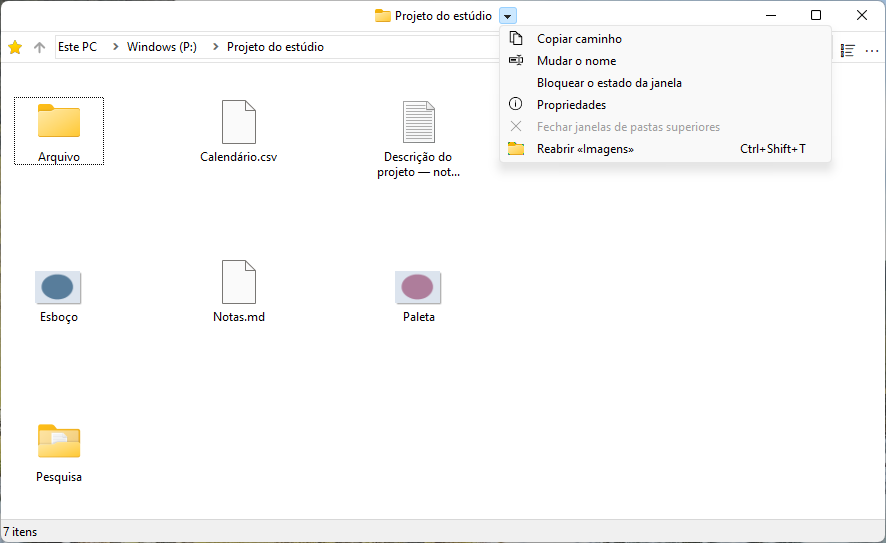 Projeto do estúdio
Este PC
Windows (P:)
Projeto do estúdio
Copiar caminho
Mudar o nome
Bloquear o estado da janela
Propriedades
Fechar janelas de pastas superiores
Reabrir «Imagens» Ctrl+Shift+T
Arquivo
Calendário.csv
Descrição do
projeto — not...
Esboço
Notas.md
Paleta
Pesquisa
7 itens